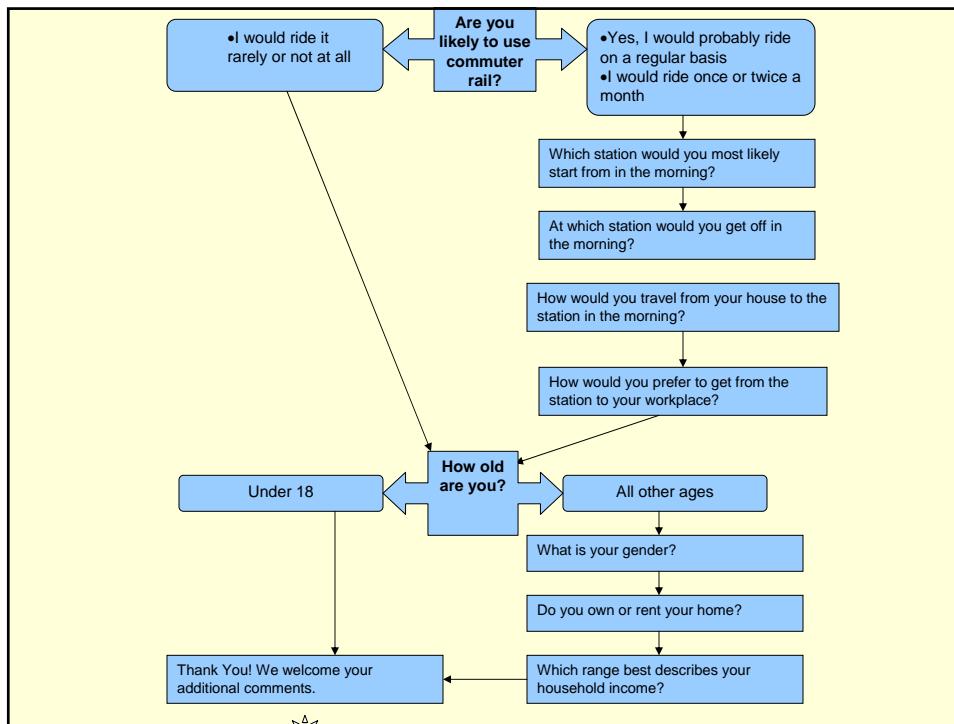 •I would ride it
rarely or not at all
Are you
likely to use
commuter
rail?
•Yes, I would probably ride
on a regular basis
•I would ride once or twice a
month
Which station would you most likely
start from in the morning?
At which station would you get off in
the morning?
How would you travel from your house to the
station in the morning?
How would you prefer to get from the
station to your workplace?
How old
are you?
Under 18
All other ages
What is your gender?
Do you own or rent your home?
Which range best describes your
household income?
Thank You! We welcome your
additional comments.